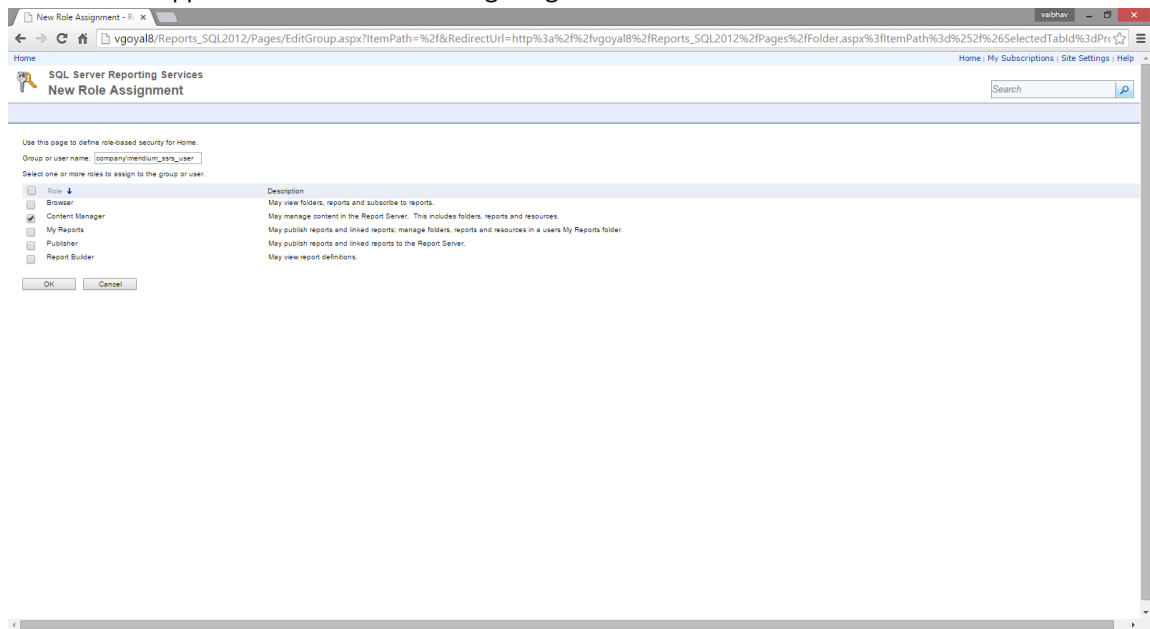 New Role Assignment - R
vaibhav
vgoyal8/Reports_SQL2012/Pages/EditGroup.aspx?ItemPath=%2f&RedirectUrl=http%3a%2f%2fvgoyal8%2fReports_SQL2012%2fPages%2fFolder.aspx%3fItemPath%3d%252f%26SelectedTabId%3dPr
Home
Home | My Subscriptions | Site Settings | Help
SQL Server Reporting Services
New Role Assignment
Search
Use this page to define role-based security for Home.
Group or user name: company\meridium_ssrs_user
Select one or more roles to assign to the group or user.
Role ↓ Description
Browser May view folders, reports and subscribe to reports.
Content Manager May manage content in the Report Server. This includes folders, reports and resources.
My Reports May publish reports and linked reports; manage folders, reports and resources in a users My Reports folder.
Publisher May publish reports and linked reports to the Report Server.
Report Builder May view report definitions.
OK Cancel